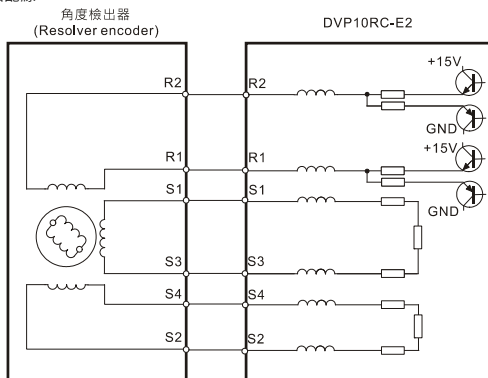 角度檢出器
(Resolver encoder)
DVP10RC-E2
R2
R2
+15V
GND
+15V
R1
R1
S1
S1
GND
S3
S3
S4
S4
S2
S2